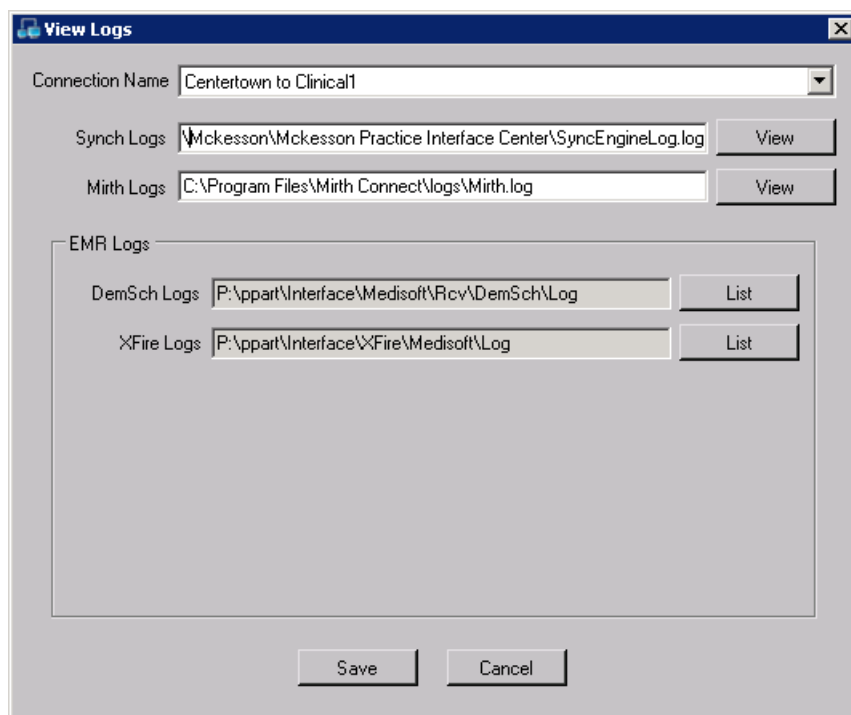 View Logs
Connection Name Centertown to Clinical1
Synch Logs \Mckesson\Mckesson Practice Interface Center\SyncEngineLog.log View
Mirth Logs C:\Program Files\Mirth Connect\logs\Mirth.log View
EMR Logs
DemSch Logs P:\ppart\Interface\Medisoft\Rcv\DemSch\Log List
XFire Logs P:\ppart\Interface\XFire\Medisoft\Log List
Save Cancel